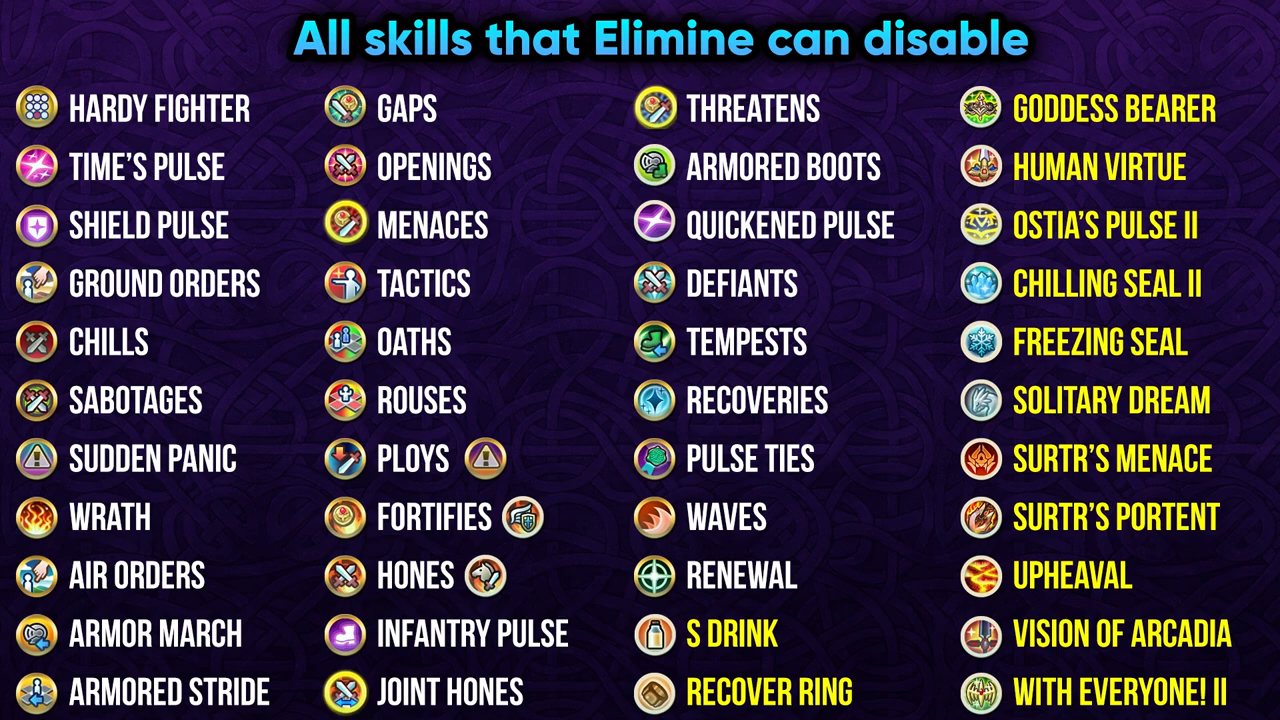 All skills that Elimine can disable
HARDY FIGHTER
TIME'S PULSE
SHIELD PULSE
GROUND ORDERS
CHILLS
SABOTAGES
SUDDEN PANIC
WRATH
AIR ORDERS
ARMOR MARCH
ARMORED STRIDE
GAPS
OPENINGS
MENACES
TACTICS
OATHS
ROUSES
PLOYS
FORTIFIES
HONES
INFANTRY PULSE
JOINT HONES
THREATENS
ARMORED BOOTS
QUICKENED PULSE
DEFIANTS
TEMPESTS
RECOVERIES
PULSE TIES
WAVES
RENEWAL
S DRINK
RECOVER RING
GODDESS BEARER
HUMAN VIRTUE
OSTIA'S PULSE II
CHILLING SEAL II
FREEZING SEAL
SOLITARY DREAM
SURTR'S MENACE
SURTR'S PORTENT
UPHEAVAL
VISION OF ARCADIA
WITH EVERYONE! II